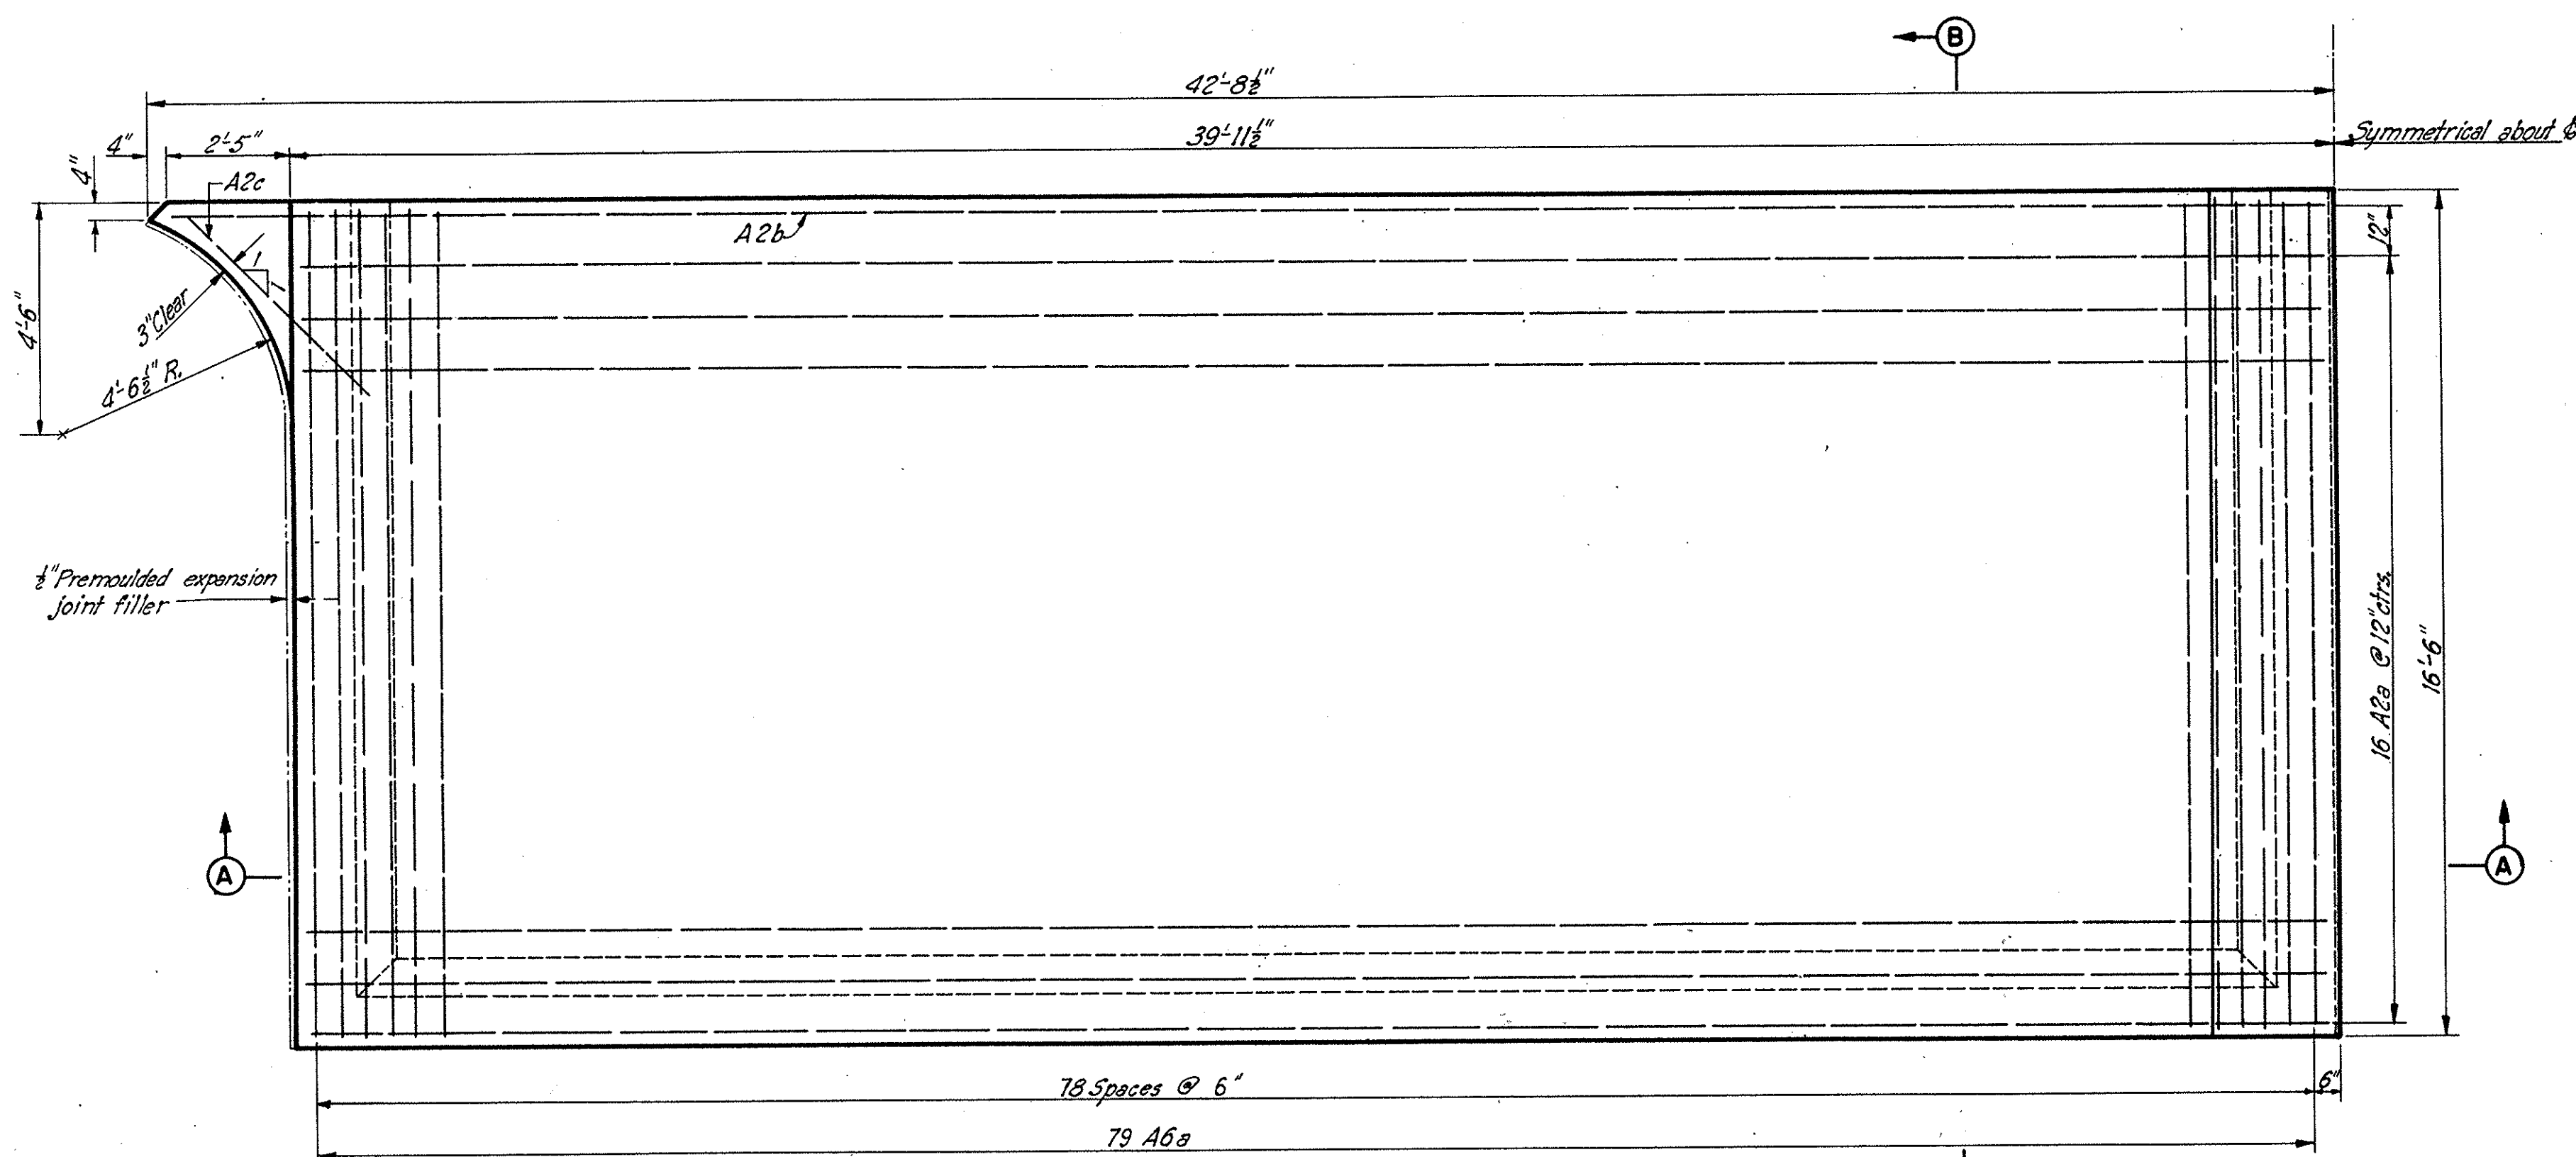 B
42'-8½"
4"
2'-5"
39'-11½"
Symmetrical about ℄
4"
A2c
A2b
12"
1
1
4'-6"
3" Clear
4'-6½" R.
½" Premoulded expansion
joint filler
16 A2a @ 12" ctrs.
16'-6"
A
A
78 Spaces @ 6"
6"
79 A6a